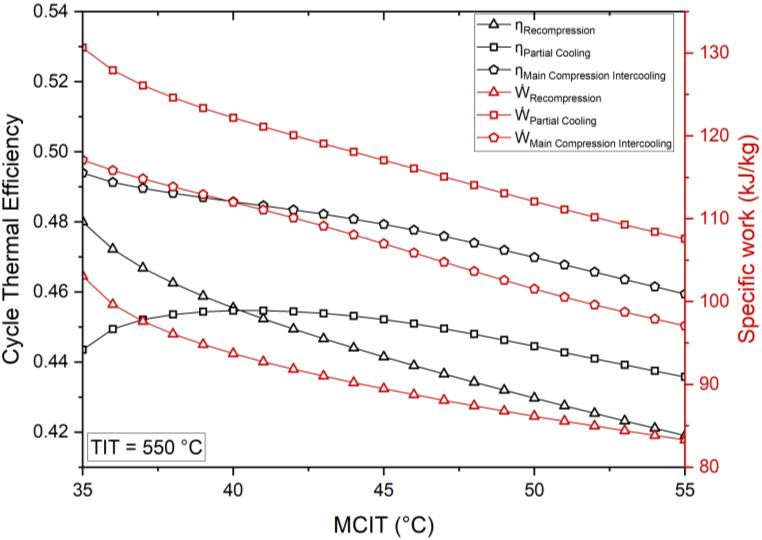 0.54
0.52
0.50
0.48
0.46
0.44
0.42
Cycle Thermal Efficiency
ηRecompression
ηPartial Cooling
ηMain Compression Intercooling
ẆRecompression
ẆPartial Cooling
ẆMain Compression Intercooling
130
120
110
100
90
80
Specific work (kJ/kg)
TIT = 550 °C
35 40 45 50 55
MCIT (°C)